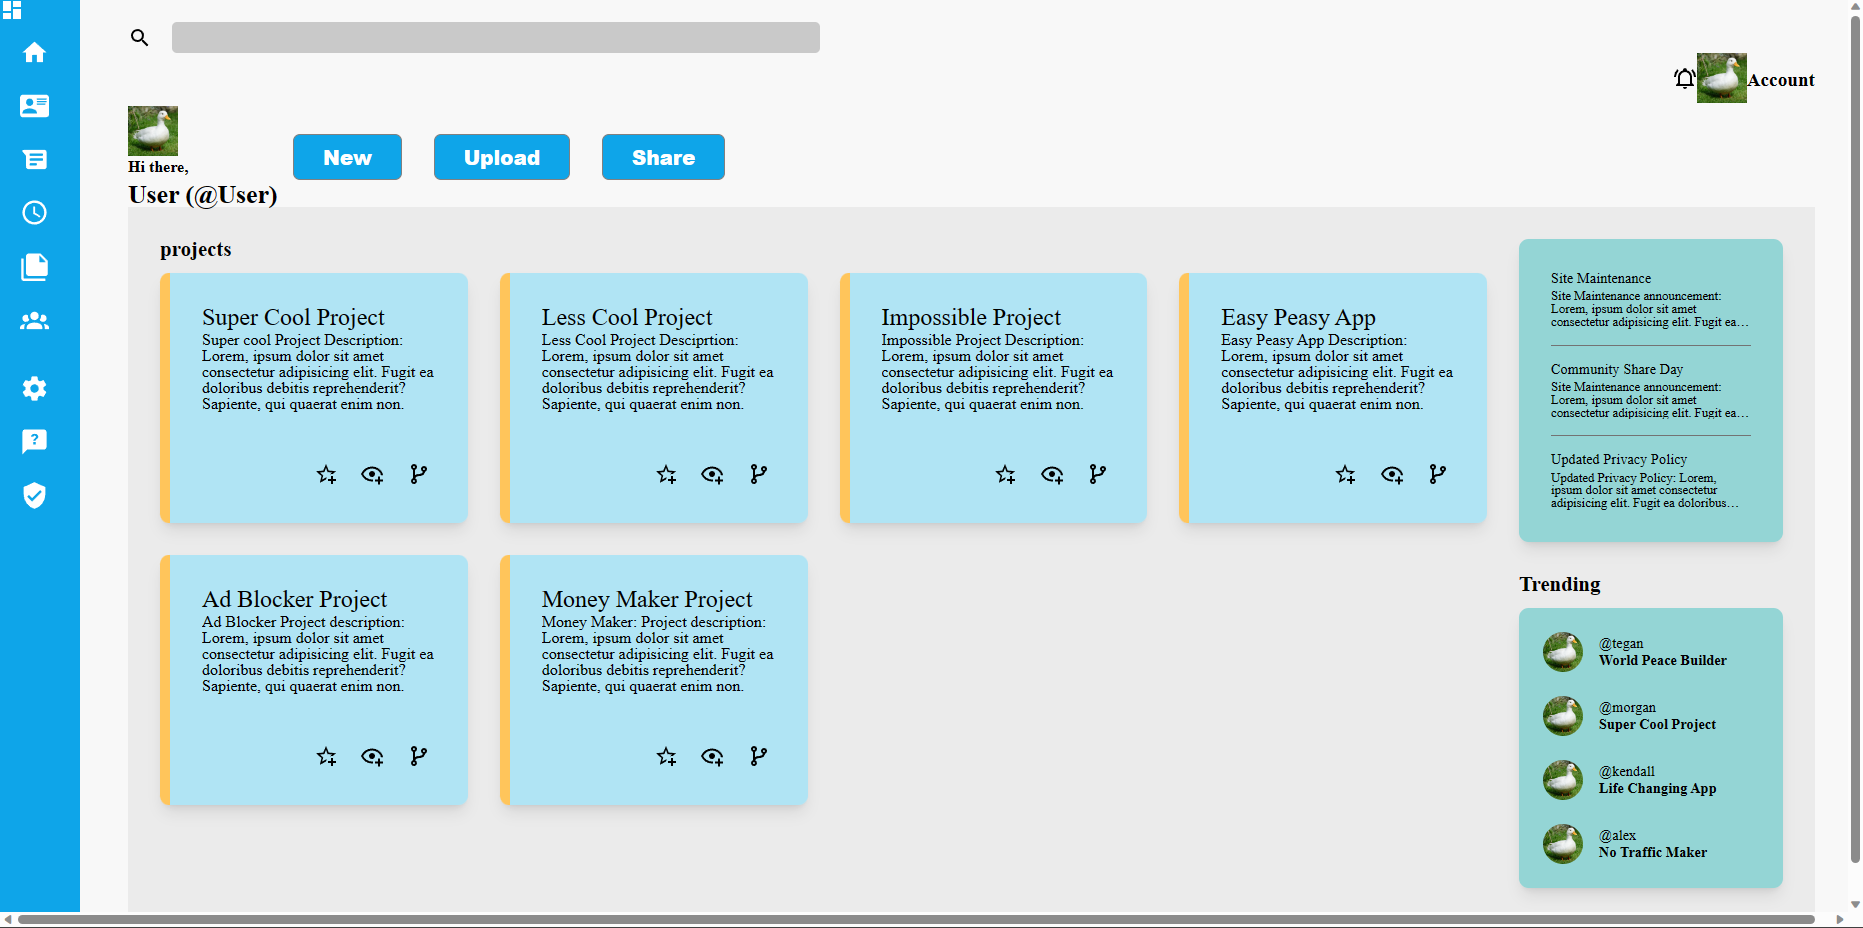 Account
Hi there,
User (@User)
New
Upload
Share
projects
Super Cool Project
Super cool Project Description:
Lorem, ipsum dolor sit amet
consectetur adipisicing elit. Fugit ea
doloribus debitis reprehenderit?
Sapiente, qui quaerat enim non.
Less Cool Project
Less Cool Project Desciprtion:
Lorem, ipsum dolor sit amet
consectetur adipisicing elit. Fugit ea
doloribus debitis reprehenderit?
Sapiente, qui quaerat enim non.
Impossible Project
Impossible Project Description:
Lorem, ipsum dolor sit amet
consectetur adipisicing elit. Fugit ea
doloribus debitis reprehenderit?
Sapiente, qui quaerat enim non.
Easy Peasy App
Easy Peasy App Description:
Lorem, ipsum dolor sit amet
consectetur adipisicing elit. Fugit ea
doloribus debitis reprehenderit?
Sapiente, qui quaerat enim non.
Ad Blocker Project
Ad Blocker Project description:
Lorem, ipsum dolor sit amet
consectetur adipisicing elit. Fugit ea
doloribus debitis reprehenderit?
Sapiente, qui quaerat enim non.
Money Maker Project
Money Maker: Project description:
Lorem, ipsum dolor sit amet
consectetur adipisicing elit. Fugit ea
doloribus debitis reprehenderit?
Sapiente, qui quaerat enim non.
Site Maintenance
Site Maintenance announcement:
Lorem, ipsum dolor sit amet
consectetur adipisicing elit. Fugit ea…
Community Share Day
Site Maintenance announcement:
Lorem, ipsum dolor sit amet
consectetur adipisicing elit. Fugit ea…
Updated Privacy Policy
Updated Privacy Policy: Lorem,
ipsum dolor sit amet consectetur
adipisicing elit. Fugit ea doloribus…
Trending
@tegan
World Peace Builder
@morgan
Super Cool Project
@kendall
Life Changing App
@alex
No Traffic Maker